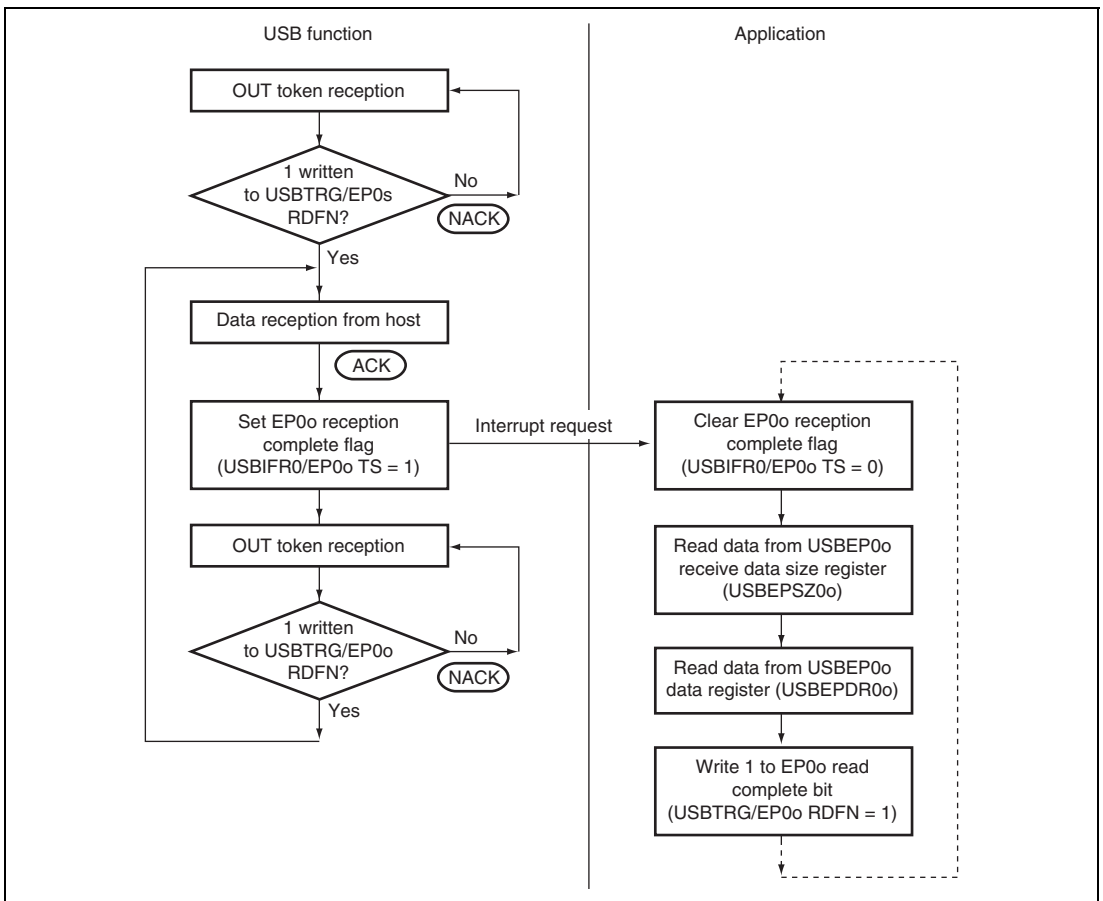 USB function
Application
OUT token reception
1 written
to USBTRG/EP0s
RDFN?
No
NACK
Yes
Data reception from host
ACK
Set EP0o reception
complete flag
(USBIFR0/EP0o TS = 1)
Interrupt request
Clear EP0o reception
complete flag
(USBIFR0/EP0o TS = 0)
OUT token reception
Read data from USBEP0o
receive data size register
(USBEPSZ0o)
1 written
to USBTRG/EP0o
RDFN?
No
NACK
Yes
Read data from USBEP0o
data register (USBEPDR0o)
Write 1 to EP0o read
complete bit
(USBTRG/EP0o RDFN = 1)